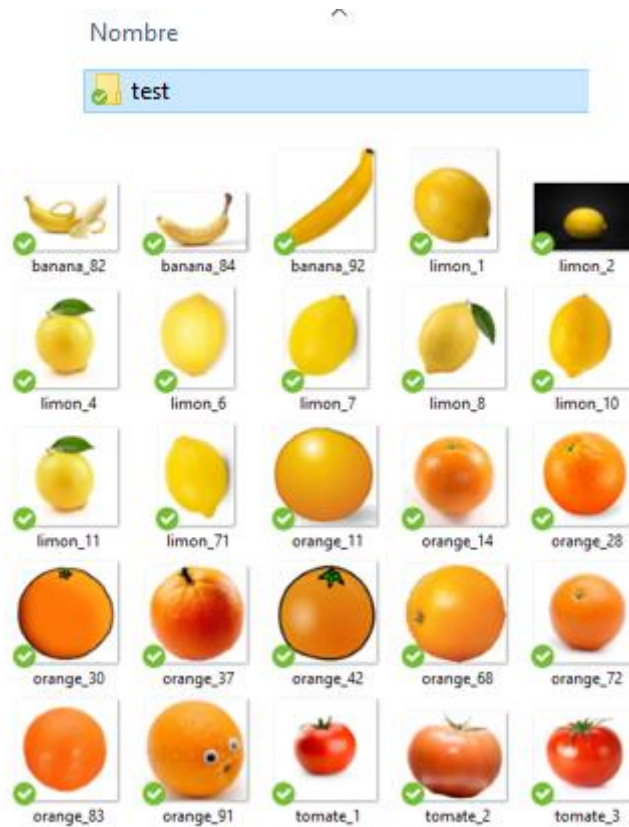 Nombre
test
banana_82 banana_84 banana_92 limon_1 limon_2
limon_4 limon_6 limon_7 limon_8 limon_10
limon_11 limon_71 orange_11 orange_14 orange_28
orange_30 orange_37 orange_42 orange_68 orange_72
orange_83 orange_91 tomate_1 tomate_2 tomate_3